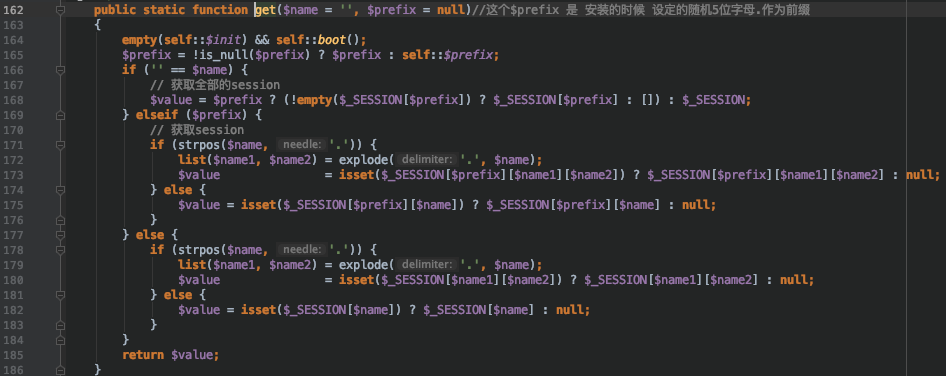 162 public static function get($name = '', $prefix = null)//这个$prefix 是 安装的时候 设定的随机5位字母.作为前缀
163 {
164 empty(self::$init) && self::boot();
165 $prefix = !is_null($prefix) ? $prefix : self::$prefix;
166 if ('' == $name) {
167 // 获取全部的session
168 $value = $prefix ? (!empty($_SESSION[$prefix]) ? $_SESSION[$prefix] : []) : $_SESSION;
169 } elseif ($prefix) {
170 // 获取session
171 if (strpos($name, needle: '.')) {
172 list($name1, $name2) = explode( delimiter: '.', $name);
173 $value = isset($_SESSION[$prefix][$name1][$name2]) ? $_SESSION[$prefix][$name1][$name2] : null;
174 } else {
175 $value = isset($_SESSION[$prefix][$name]) ? $_SESSION[$prefix][$name] : null;
176 }
177 } else {
178 if (strpos($name, needle: '.')) {
179 list($name1, $name2) = explode( delimiter: '.', $name);
180 $value = isset($_SESSION[$name1][$name2]) ? $_SESSION[$name1][$name2] : null;
181 } else {
182 $value = isset($_SESSION[$name]) ? $_SESSION[$name] : null;
183 }
184 }
185 return $value;
186 }